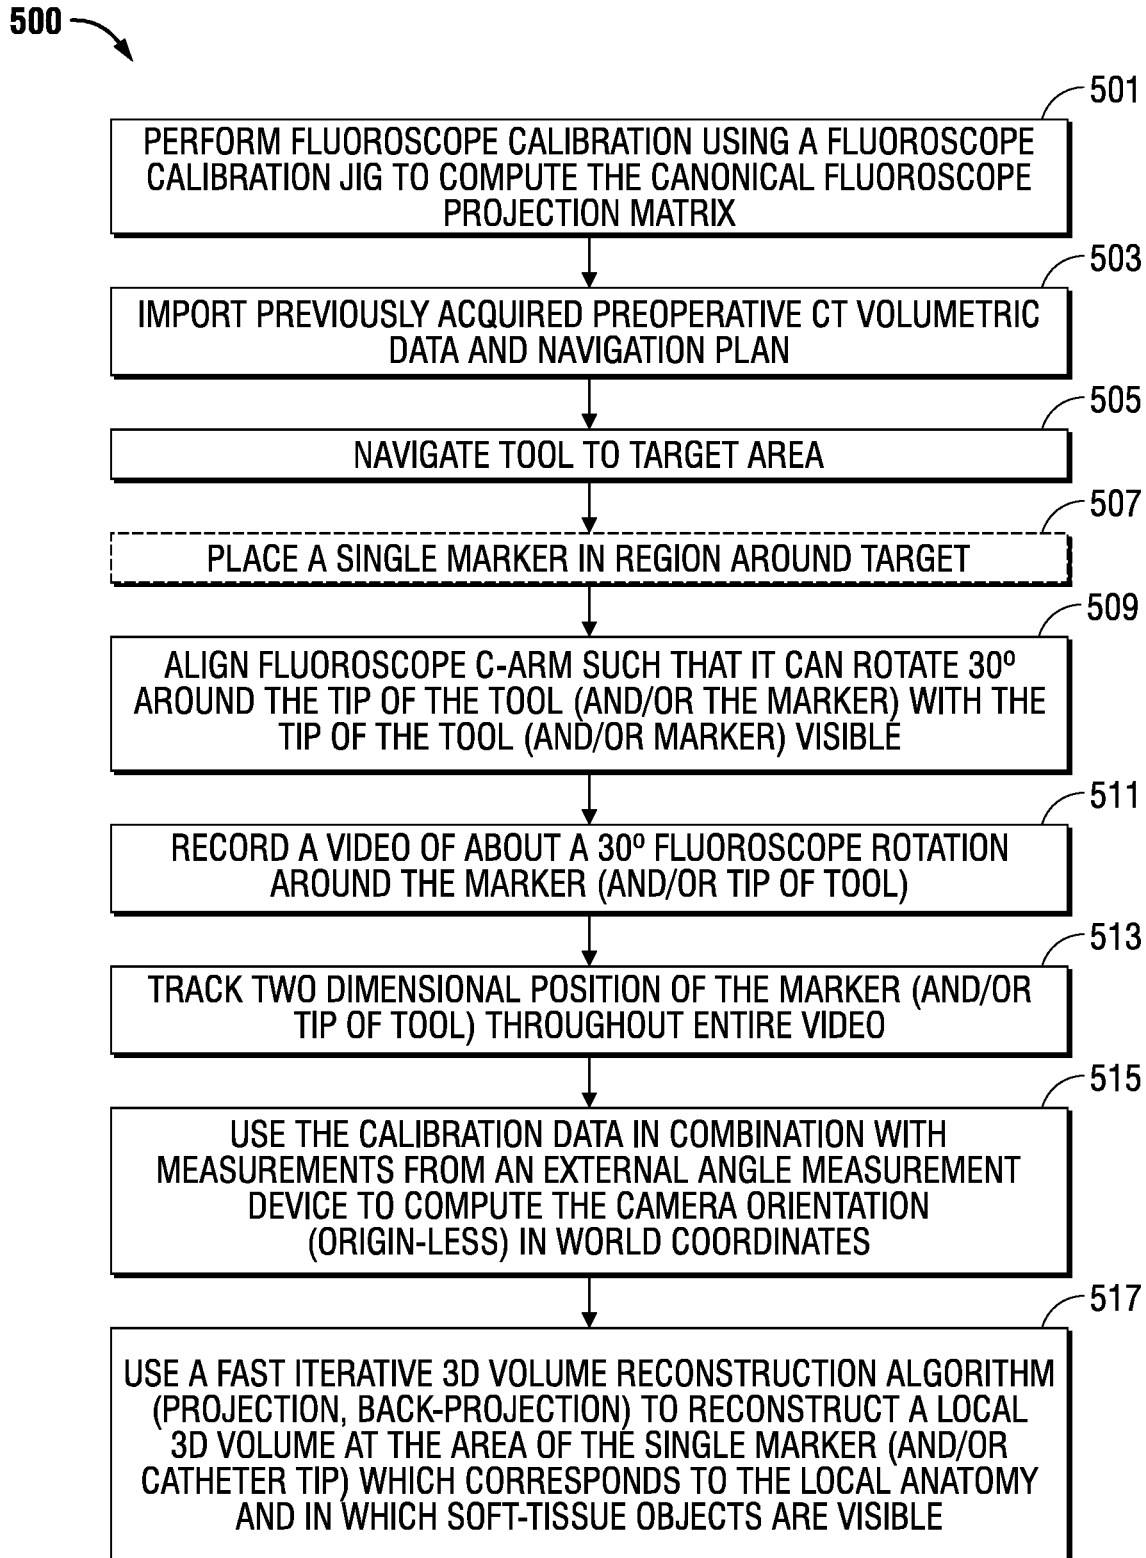 500
501
PERFORM FLUOROSCOPE CALIBRATION USING A FLUOROSCOPE
CALIBRATION JIG TO COMPUTE THE CANONICAL FLUOROSCOPE
PROJECTION MATRIX
503
IMPORT PREVIOUSLY ACQUIRED PREOPERATIVE CT VOLUMETRIC
DATA AND NAVIGATION PLAN
505
NAVIGATE TOOL TO TARGET AREA
507
PLACE A SINGLE MARKER IN REGION AROUND TARGET
509
ALIGN FLUOROSCOPE C-ARM SUCH THAT IT CAN ROTATE 30º
AROUND THE TIP OF THE TOOL (AND/OR THE MARKER) WITH THE
TIP OF THE TOOL (AND/OR MARKER) VISIBLE
511
RECORD A VIDEO OF ABOUT A 30º FLUOROSCOPE ROTATION
AROUND THE MARKER (AND/OR TIP OF TOOL)
513
TRACK TWO DIMENSIONAL POSITION OF THE MARKER (AND/OR
TIP OF TOOL) THROUGHOUT ENTIRE VIDEO
515
USE THE CALIBRATION DATA IN COMBINATION WITH
MEASUREMENTS FROM AN EXTERNAL ANGLE MEASUREMENT
DEVICE TO COMPUTE THE CAMERA ORIENTATION
(ORIGIN-LESS) IN WORLD COORDINATES
517
USE A FAST ITERATIVE 3D VOLUME RECONSTRUCTION ALGORITHM
(PROJECTION, BACK-PROJECTION) TO RECONSTRUCT A LOCAL
3D VOLUME AT THE AREA OF THE SINGLE MARKER (AND/OR
CATHETER TIP) WHICH CORRESPONDS TO THE LOCAL ANATOMY
AND IN WHICH SOFT-TISSUE OBJECTS ARE VISIBLE